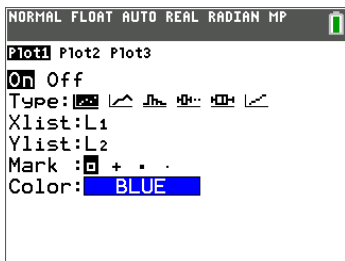 NORMAL FLOAT AUTO REAL RADIAN MP
Plot1 Plot2 Plot3
On Off
Type:
Xlist:L1
Ylist:L2
Mark :
Color: BLUE